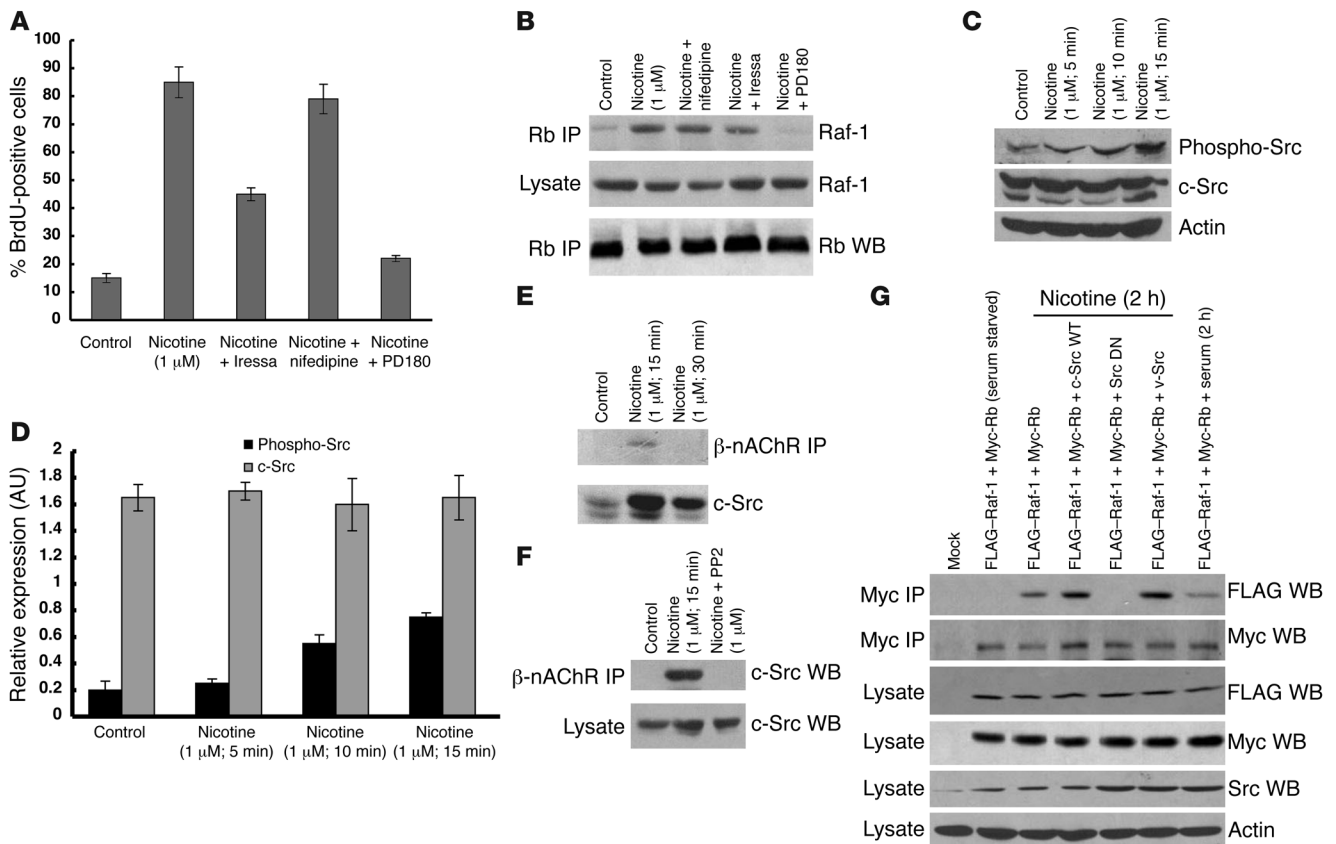 A
% BrdU-positive cells
100
90
80
70
60
50
40
30
20
10
0
Control
Nicotine
(1 μM)
Nicotine
+ Iressa
Nicotine +
nifedipine
Nicotine
+ PD180
B
Control
Nicotine
(1 μM)
Nicotine +
nifedipine
Nicotine
+ Iressa
Nicotine
+ PD180
Rb IP
Raf-1
Lysate
Raf-1
Rb IP
Rb WB
C
Control
Nicotine
(1 μM; 5 min)
Nicotine
(1 μM; 10 min)
Nicotine
(1 μM; 15 min)
Phospho-Src
c-Src
Actin
D
Relative expression (AU)
2
1.8
1.6
1.4
1.2
1
0.8
0.6
0.4
0.2
0
Phospho-Src
c-Src
Control
Nicotine
(1 μM; 5 min)
Nicotine
(1 μM; 10 min)
Nicotine
(1 μM; 15 min)
E
Control
Nicotine
(1 μM; 15 min)
Nicotine
(1 μM; 30 min)
β-nAChR IP
c-Src
F
Control
Nicotine
(1 μM; 15 min)
Nicotine + PP2
(1 μM)
β-nAChR IP
c-Src WB
Lysate
c-Src WB
G
Nicotine (2 h)
Mock
FLAG–Raf-1 + Myc-Rb (serum starved)
FLAG–Raf-1 + Myc-Rb
FLAG–Raf-1 + Myc-Rb + c-Src WT
FLAG–Raf-1 + Myc-Rb + Src DN
FLAG–Raf-1 + Myc-Rb + v-Src
FLAG–Raf-1 + Myc-Rb + serum (2 h)
Myc IP
FLAG WB
Myc IP
Myc WB
Lysate
FLAG WB
Lysate
Myc WB
Lysate
Src WB
Lysate
Actin